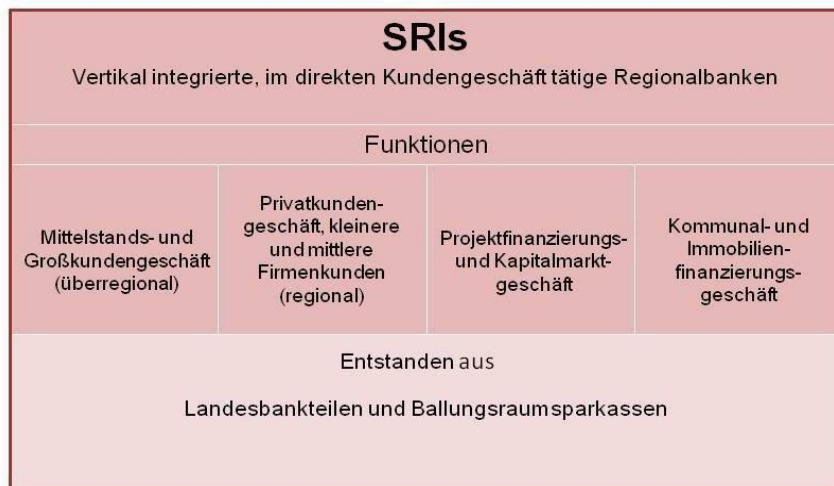 SRIs
Vertikal integrierte, im direkten Kundengeschäft tätige Regionalbanken
Funktionen
Mittelstands- und
Großkundengeschäft
(überregional)
Privatkunden-
geschäft, kleinere
und mittlere
Firmenkunden
(regional)
Projektfinanzierungs-
und Kapitalmarkt-
geschäft
Kommunal- und
Immobilien-
finanzierungs-
geschäft
Entstanden aus
Landesbankteilen und Ballungsraumsparkassen